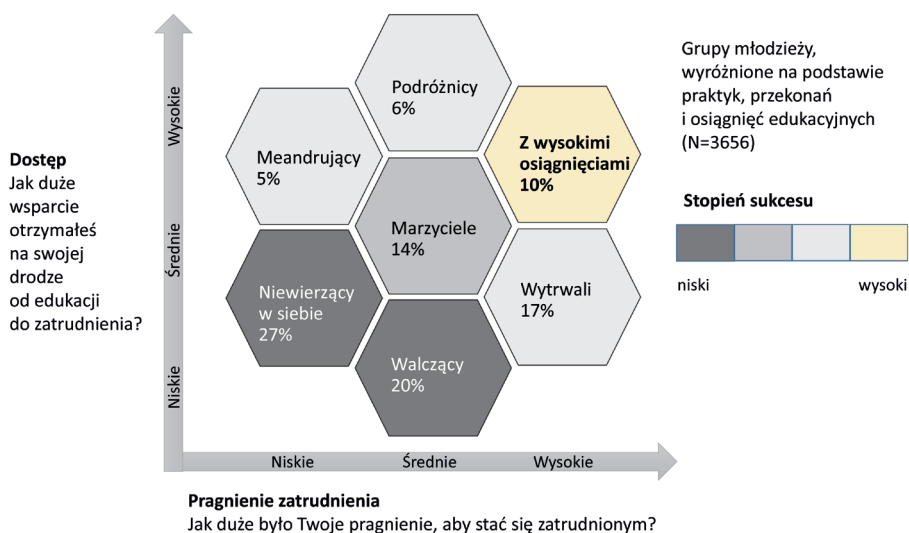 Dostęp
Jak duże
wsparcie
otrzymałeś
na swojej
drodze
od edukacji
do zatrudnienia?
Wysokie
Średnie
Niskie
Podróżnicy
6%
Meandrujący
5%
Z wysokimi
osiągnięciami
10%
Marzyciele
14%
Niewierzący
w siebie
27%
Wytrwali
17%
Walczący
20%
Niskie
Średnie
Wysokie
Pragnienie zatrudnienia
Jak duże było Twoje pragnienie, aby stać się zatrudnionym?
Grupy młodzieży,
wyróżnione na podstawie
praktyk, przekonań
i osiągnięć edukacyjnych
(N=3656)
Stopień sukcesu
niski
wysoki